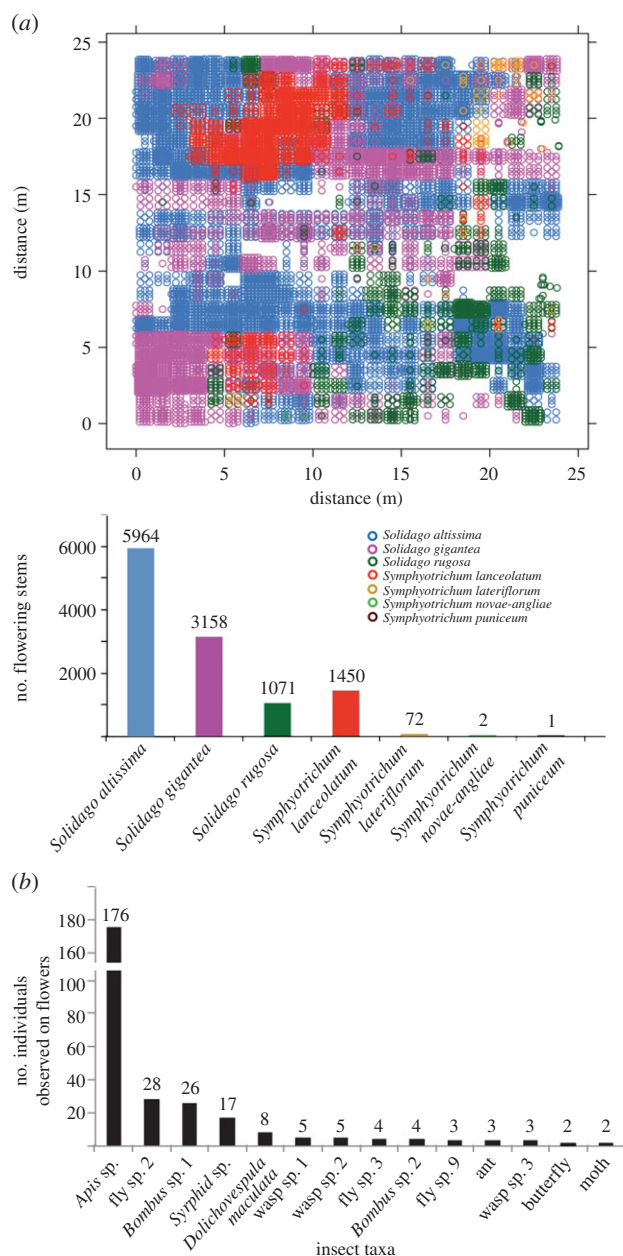 (a)
25
20
15
10
5
0
distance (m)
0 5 10 15 20 25
distance (m)
no. flowering stems
6000
4000
2000
5964
3158
1071
1450
72
2
1
Solidago altissima
Solidago gigantea
Solidago rugosa
Symphyotrichum lanceolatum
Symphyotrichum lateriflorum
Symphyotrichum novae-angliae
Symphyotrichum puniceum
Solidago altissima
Solidago gigantea
Solidago rugosa
Symphyotrichum
lanceolatum
Symphyotrichum
lateriflorum
Symphyotrichum
novae-angliae
Symphyotrichum
puniceum
(b)
no. individuals
observed on flowers
180
160
100
80
60
40
20
176
28
26
17
8
5
5
4
4
3
3
3
2
2
Apis sp.
fly sp. 2
Bombus sp. 1
Syrphid sp.
Dolichovespula
maculata
wasp sp. 1
wasp sp. 2
fly sp. 3
Bombus sp. 2
fly sp. 9
ant
wasp sp. 3
butterfly
moth
insect taxa